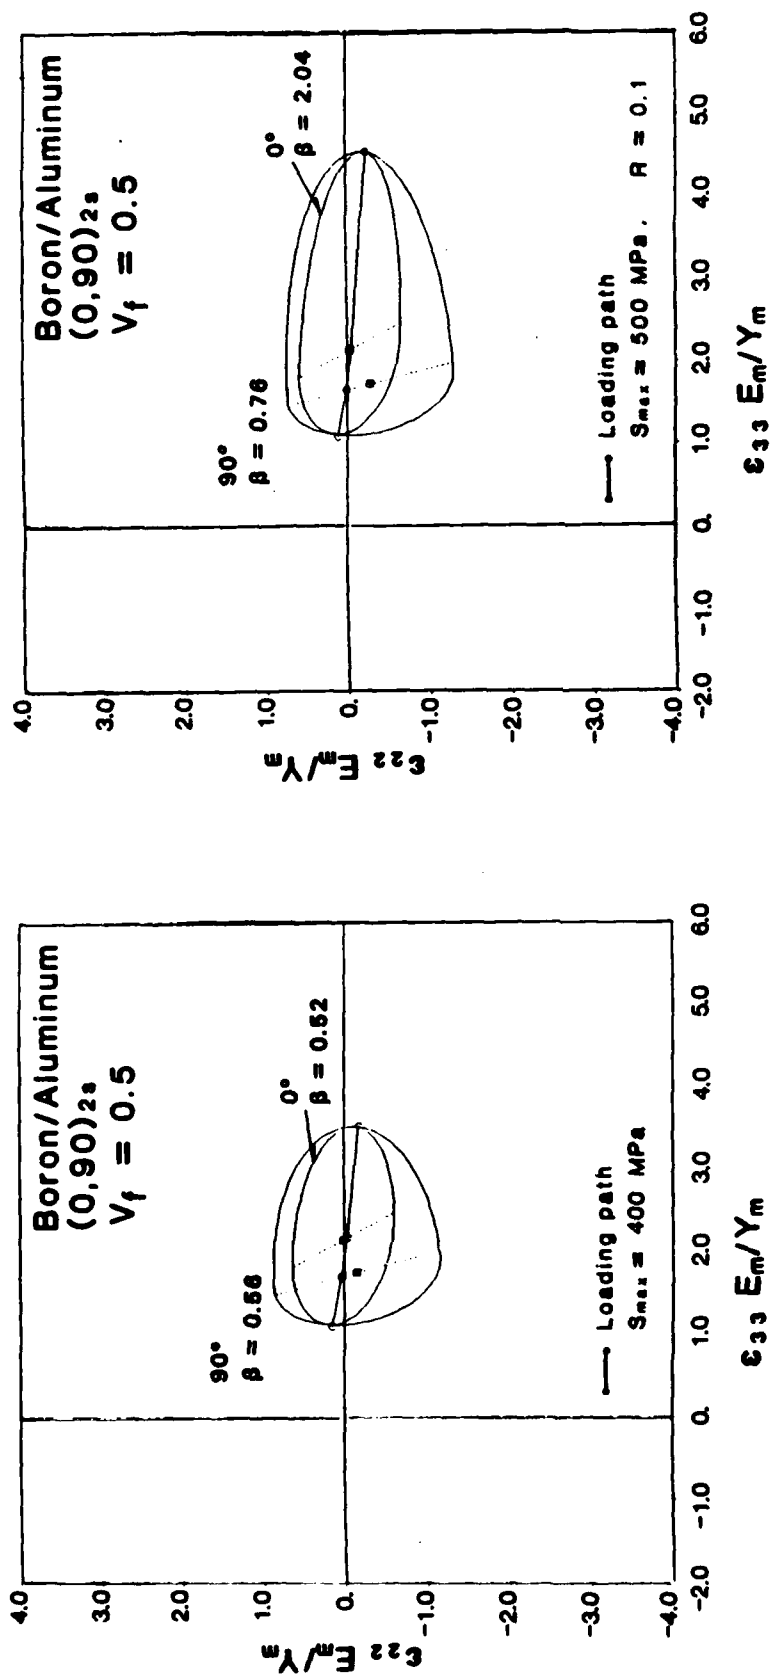 Boron/Aluminum
(0,90)2s
Vf = 0.5
4.0
3.0
2.0
1.0
0.
-1.0
-2.0
-3.0
-4.0
ε22 Em/Ym
90°
β = 0.56
0°
β = 0.52
Loading path
Smax = 400 MPa
-2.0
-1.0
0.
1.0
2.0
3.0
4.0
5.0
6.0
ε33 Em/Ym
Boron/Aluminum
(0,90)2s
Vf = 0.5
4.0
3.0
2.0
1.0
0.
-1.0
-2.0
-3.0
-4.0
ε22 Em/Ym
90°
β = 0.76
0°
β = 2.04
Loading path
Smax = 500 MPa, R = 0.1
-2.0
-1.0
0.
1.0
2.0
3.0
4.0
5.0
6.0
ε33 Em/Ym